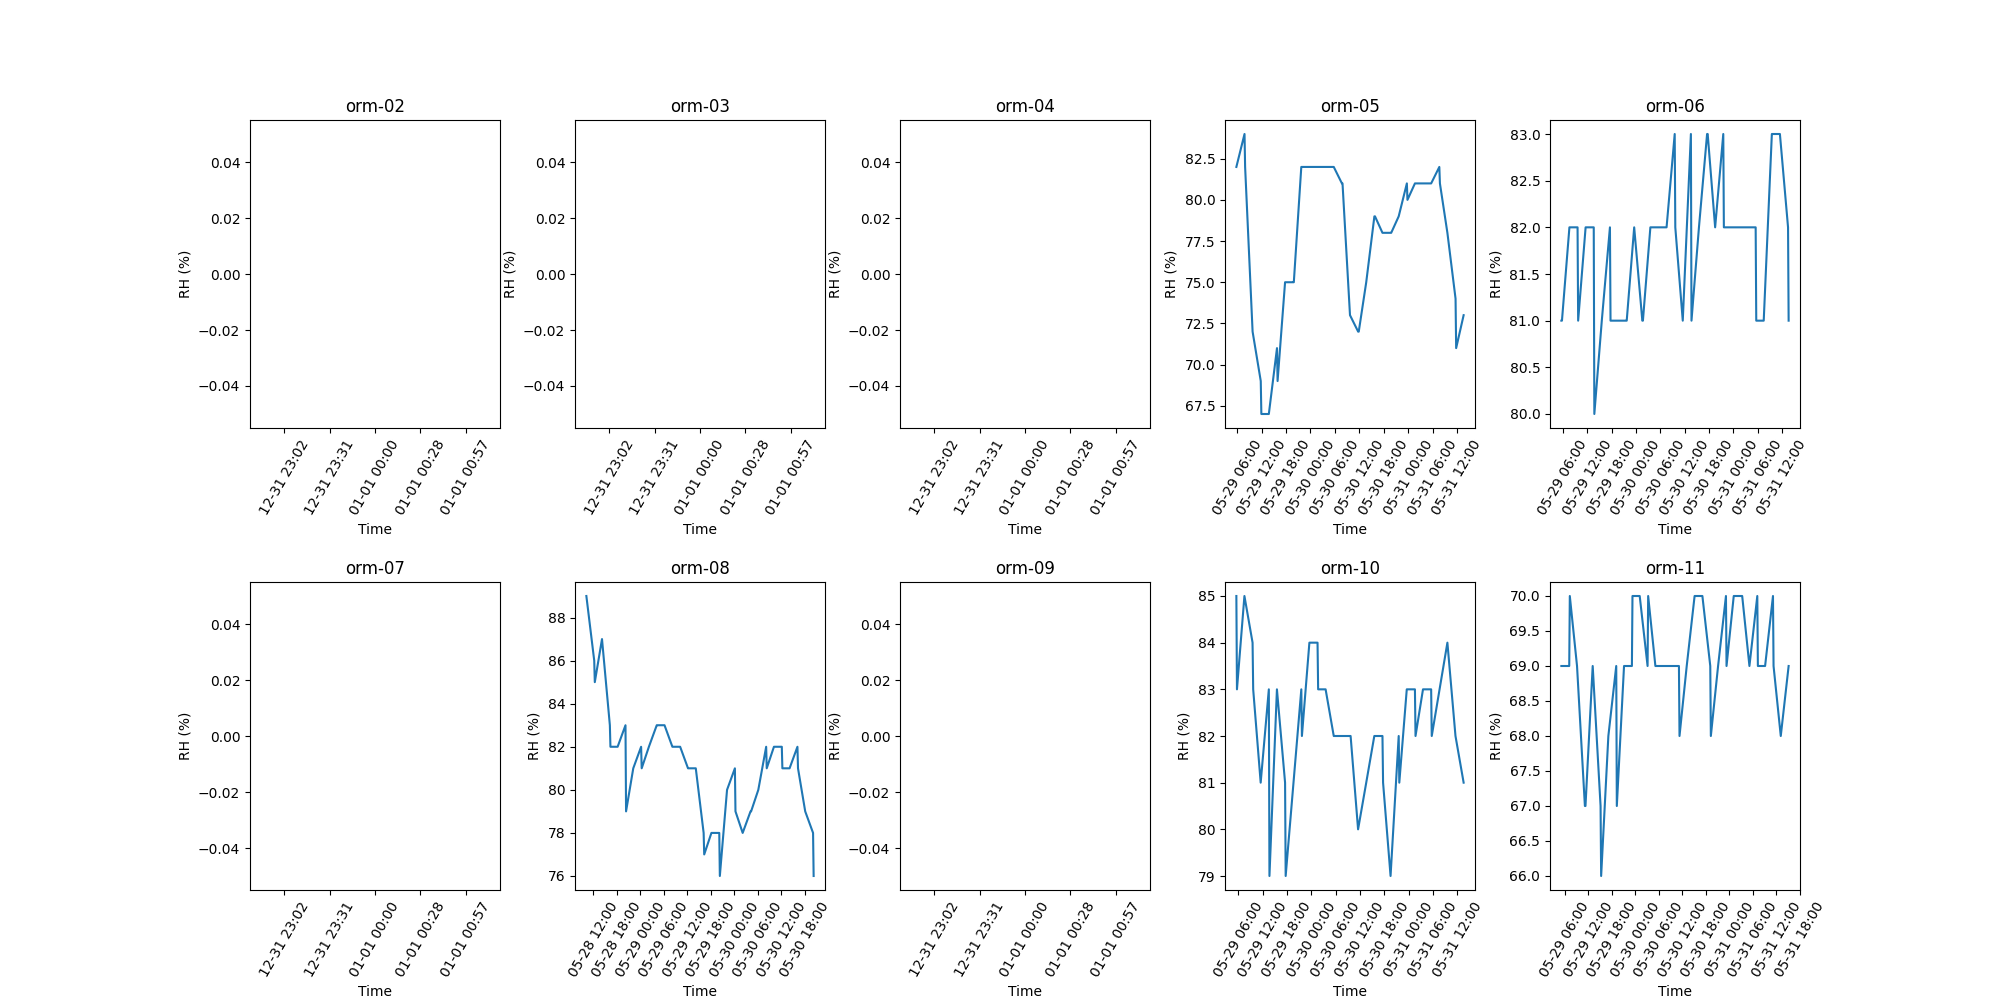 orm-02 orm-03 orm-04 orm-05 orm-06
RH (%) RH (%) RH (%) RH (%) RH (%)
0.04 0.04 0.04 82.5 83.0
0.02 0.02 0.02 80.0 82.5
0.00 0.00 0.00 77.5 82.0
−0.02 −0.02 −0.02 75.0 81.5
−0.04 −0.04 −0.04 72.5 81.0
70.0 80.5
67.5 80.0
12-31 23:02 12-31 23:31 01-01 00:00 01-01 00:28 01-01 00:57
12-31 23:02 12-31 23:31 01-01 00:00 01-01 00:28 01-01 00:57
12-31 23:02 12-31 23:31 01-01 00:00 01-01 00:28 01-01 00:57
05-29 06:00 05-29 12:00 05-29 18:00 05-30 00:00 05-30 06:00 05-30 12:00 05-30 18:00 05-31 00:00 05-31 06:00 05-31 12:00
05-29 06:00 05-29 12:00 05-29 18:00 05-30 00:00 05-30 06:00 05-30 12:00 05-30 18:00 05-31 00:00 05-31 06:00 05-31 12:00
Time Time Time Time Time
orm-07 orm-08 orm-09 orm-10 orm-11
RH (%) RH (%) RH (%) RH (%) RH (%)
0.04 88 0.04 85 70.0
0.02 86 0.02 84 69.5
0.00 84 0.00 83 69.0
−0.02 82 −0.02 82 68.5
−0.04 80 −0.04 81 68.0
78 80 67.5
76 79 67.0
66.5
66.0
12-31 23:02 12-31 23:31 01-01 00:00 01-01 00:28 01-01 00:57
05-28 12:00 05-28 18:00 05-29 00:00 05-29 06:00 05-29 12:00 05-29 18:00 05-30 00:00 05-30 06:00 05-30 12:00 05-30 18:00
12-31 23:02 12-31 23:31 01-01 00:00 01-01 00:28 01-01 00:57
05-29 06:00 05-29 12:00 05-29 18:00 05-30 00:00 05-30 06:00 05-30 12:00 05-30 18:00 05-31 00:00 05-31 06:00 05-31 12:00
05-29 06:00 05-29 12:00 05-29 18:00 05-30 00:00 05-30 06:00 05-30 12:00 05-30 18:00 05-31 00:00 05-31 06:00 05-31 12:00 05-31 18:00
Time Time Time Time Time